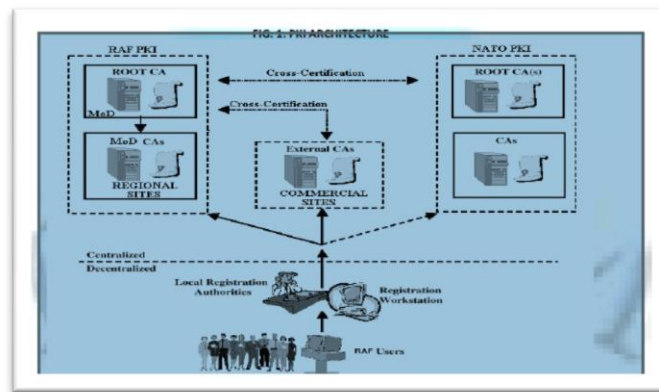 FIG. 1: PKI ARCHITECTURE
RAF PKI
NATO PKI
ROOT CA
Cross-Certification
ROOT CA(s)
MoD
Cross-Certification
MoD CAs
External CAs
CAs
REGIONAL
SITES
COMMERCIAL
SITES
Centralized
Decentralized
Local Registration
Authorities
Registration
Workstation
RAF Users